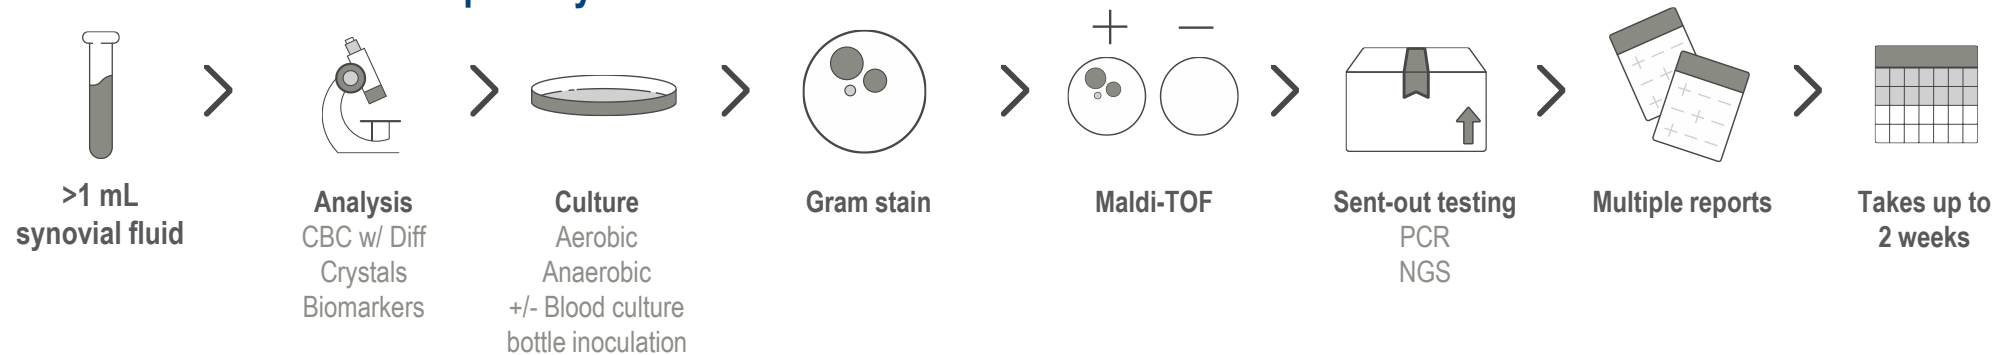 >1 mL
synovial fluid
Analysis
CBC w/ Diff
Crystals
Biomarkers
Culture
Aerobic
Anaerobic
+/- Blood culture
bottle inoculation
Gram stain
+ −
Maldi-TOF
Sent-out testing
PCR
NGS
Multiple reports
Takes up to
2 weeks